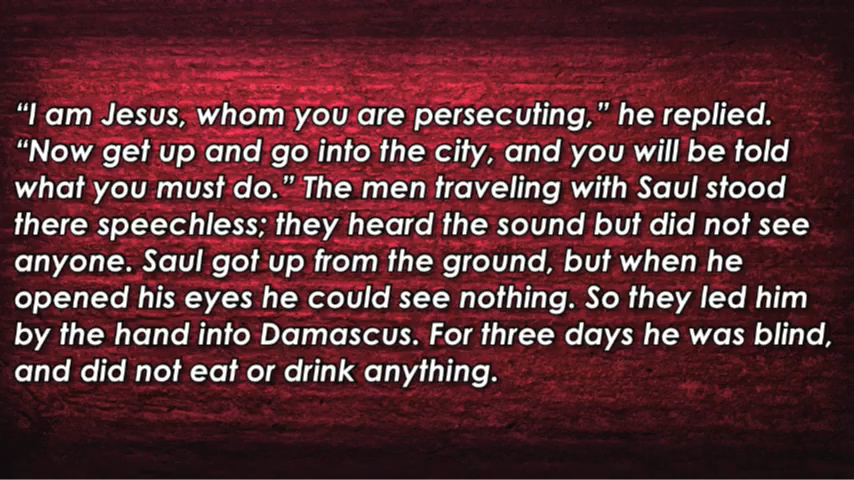 “I am Jesus, whom you are persecuting,” he replied.
“Now get up and go into the city, and you will be told
what you must do.” The men traveling with Saul stood
there speechless; they heard the sound but did not see
anyone. Saul got up from the ground, but when he
opened his eyes he could see nothing. So they led him
by the hand into Damascus. For three days he was blind,
and did not eat or drink anything.